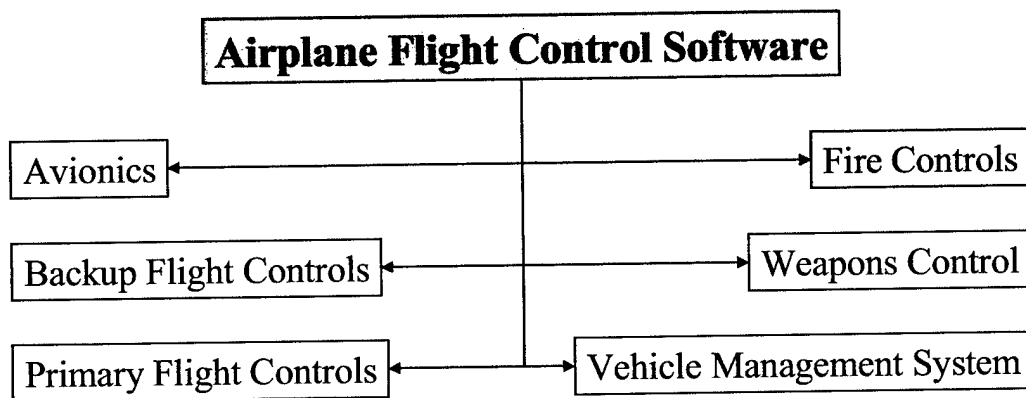 Airplane Flight Control Software
Avionics
Fire Controls
Backup Flight Controls
Weapons Control
Primary Flight Controls
Vehicle Management System